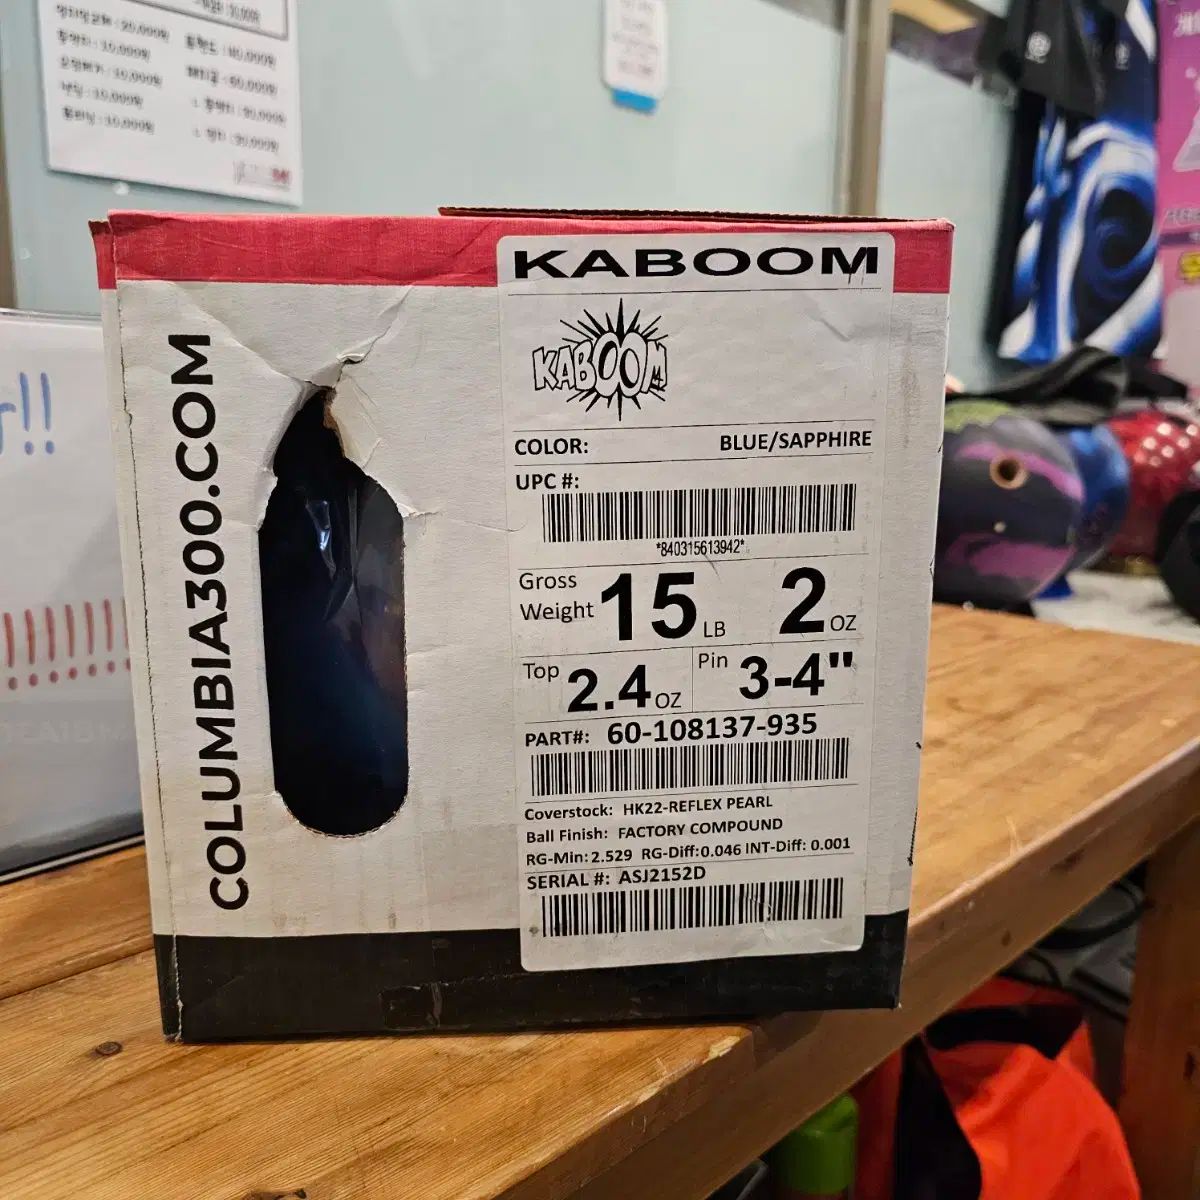 KABOOM
KABOOM
COLOR: BLUE/SAPPHIRE
UPC #:
*840315613942*
Gross Weight 15 LB 2 OZ
Top 2.4 OZ Pin 3-4"
PART#: 60-108137-935
Coverstock: HK22-REFLEX PEARL
Ball Finish: FACTORY COMPOUND
RG-Min: 2.529 RG-Diff: 0.046 INT-Diff: 0.001
SERIAL #: ASJ2152D
COLUMBIA300.COM